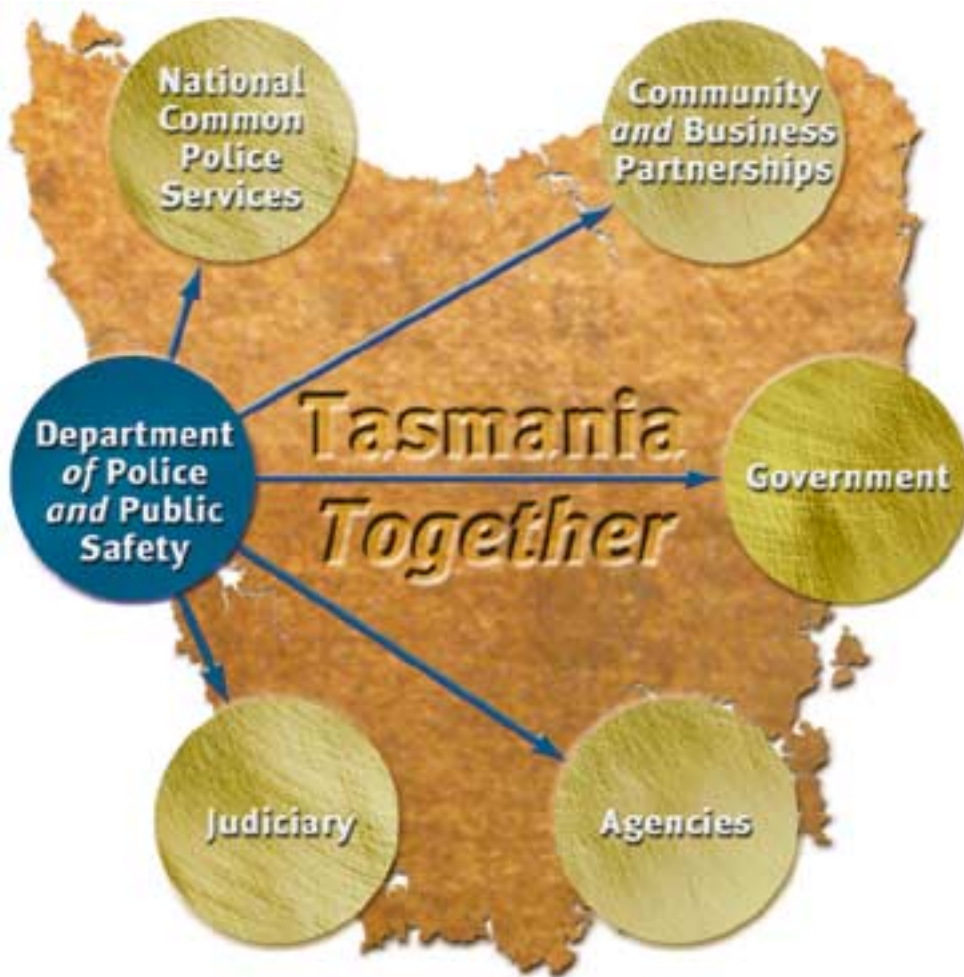 National
Common
Police
Services
Community
and Business
Partnerships
Department
of Police
and Public
Safety
Tasmania
Together
Government
Judiciary
Agencies